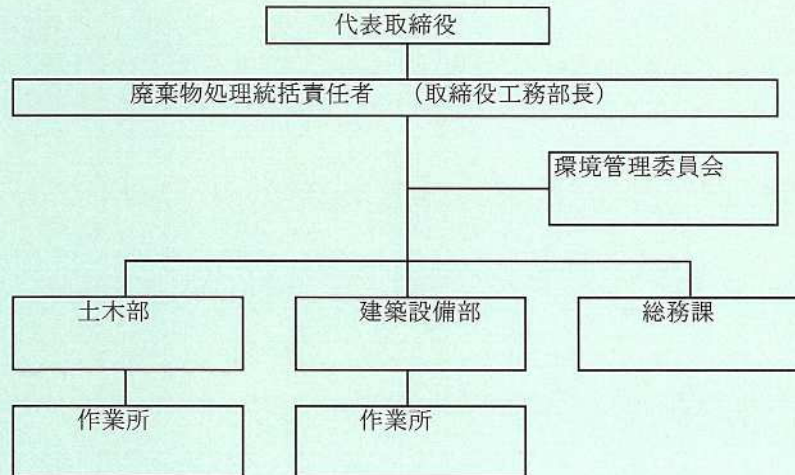 代表取締役
廃棄物処理統括責任者　（取締役工務部長）
環境管理委員会
土木部
建築設備部
総務課
作業所
作業所